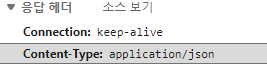 응답 헤더 소스 보기
Connection: keep-alive
Content-Type: application/json